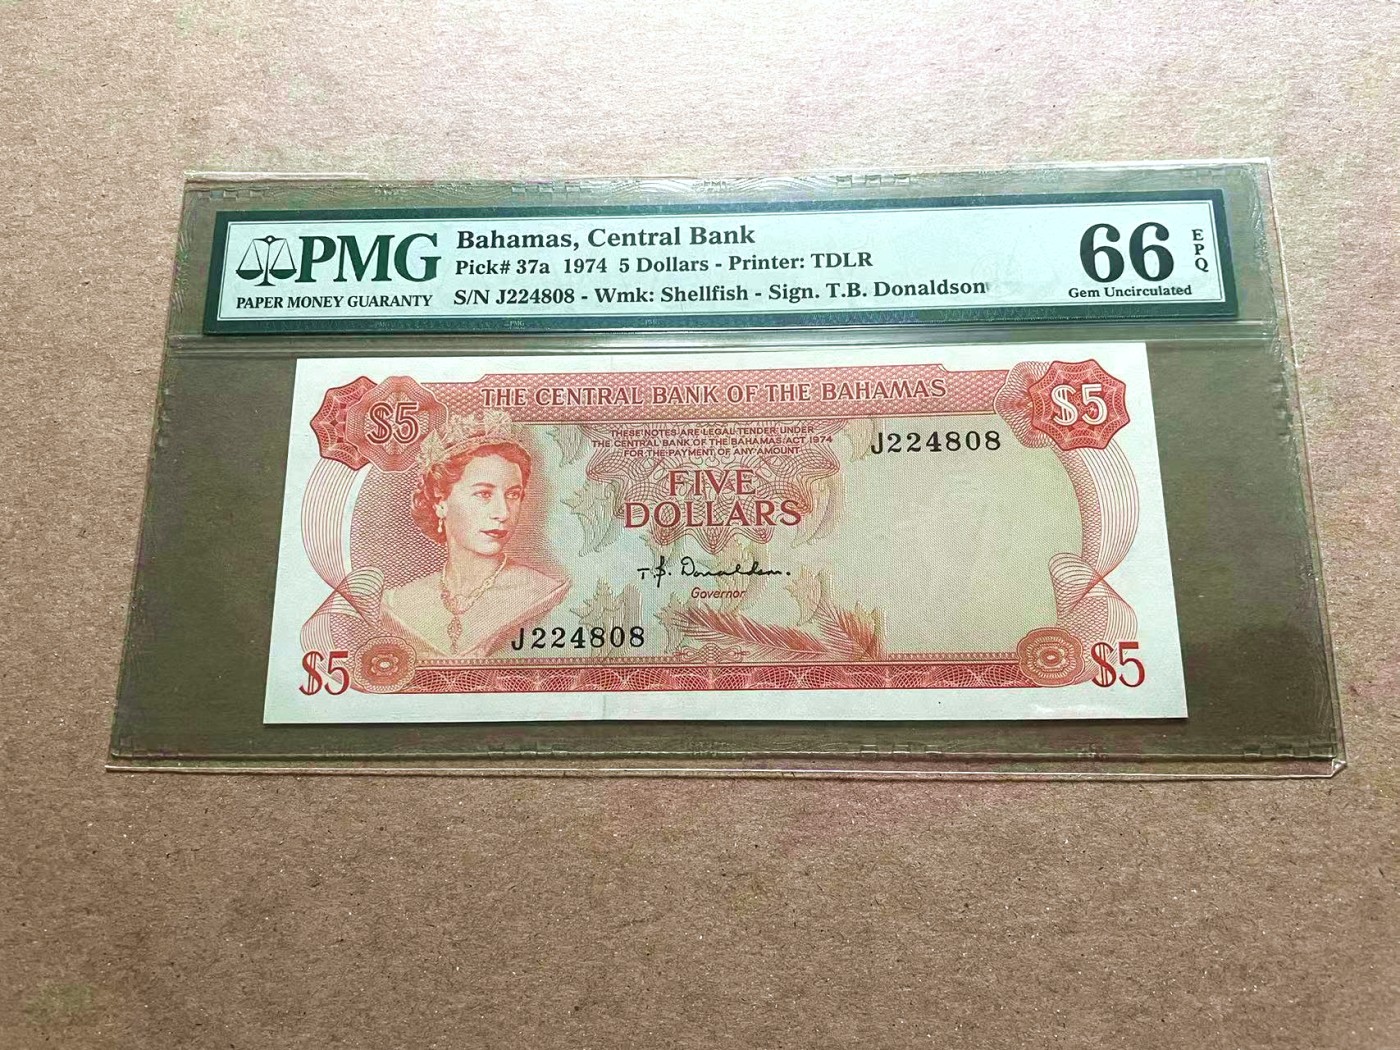 PMG
PAPER MONEY GUARANTY
Bahamas, Central Bank
Pick# 37a 1974 5 Dollars - Printer: TDLR
S/N J224808 - Wmk: Shellfish - Sign. T.B. Donaldson
66
EPQ
Gem Uncirculated
THE CENTRAL BANK OF THE BAHAMAS
$5
$5
THESE NOTES ARE LEGAL TENDER UNDER
THE CENTRAL BANK OF THE BAHAMAS ACT 1974
FOR THE PAYMENT OF ANY AMOUNT
J224808
FIVE
DOLLARS
T.B. Donaldson.
Governor
J224808
$5
$5